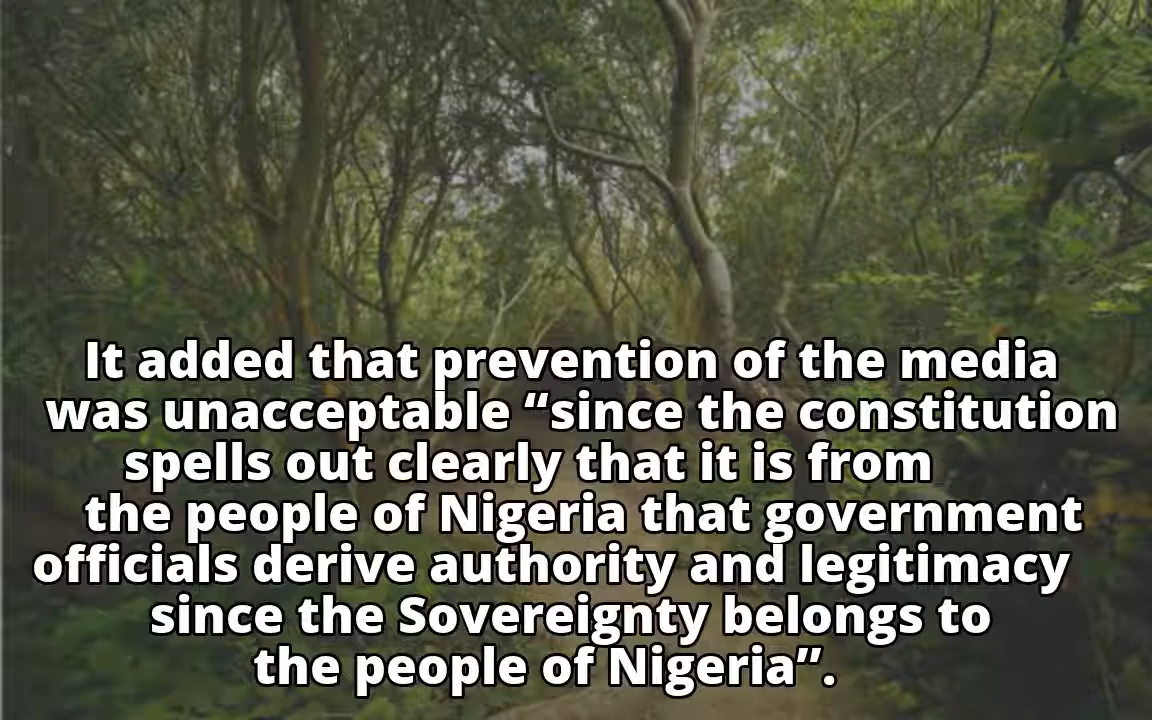 It added that prevention of the media
was unacceptable “since the constitution
spells out clearly that it is from
the people of Nigeria that government
officials derive authority and legitimacy
since the Sovereignty belongs to
the people of Nigeria”.